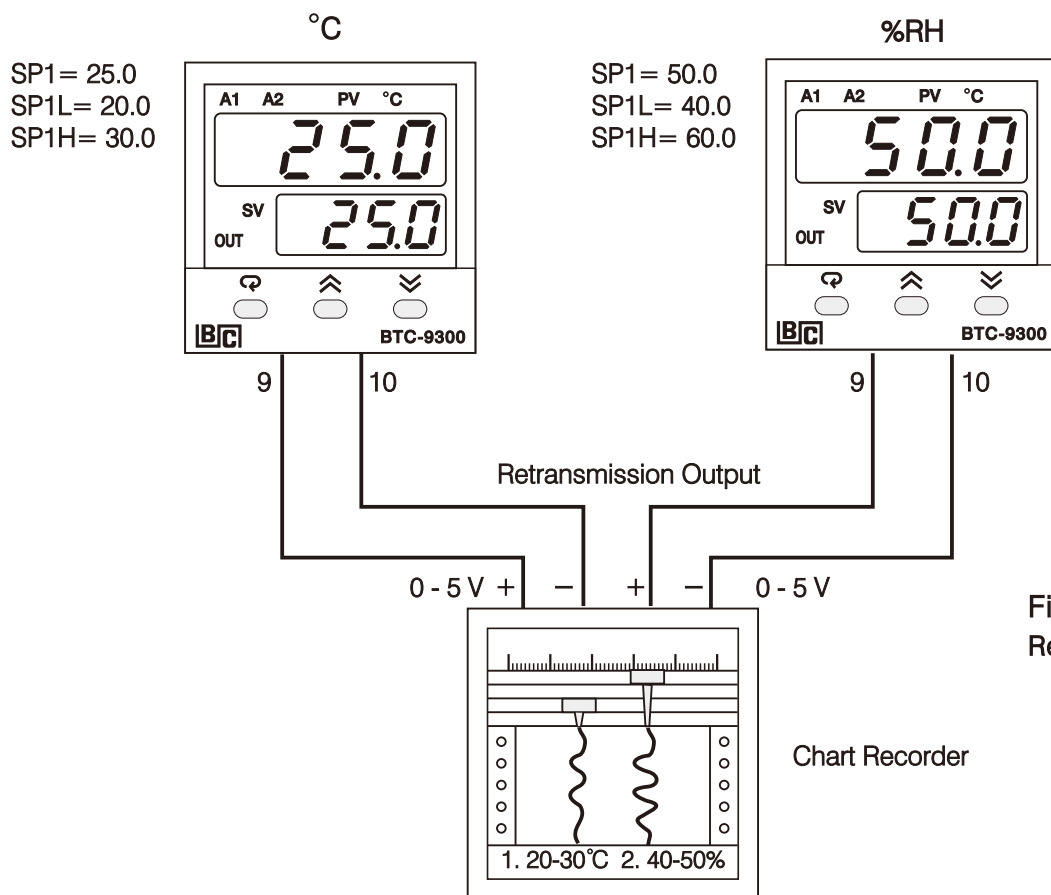 °C
SP1= 25.0
SP1L= 20.0
SP1H= 30.0
A1 A2 PV °C
25.0
SV 25.0
OUT
BC BTC-9300
9 10
%RH
SP1= 50.0
SP1L= 40.0
SP1H= 60.0
A1 A2 PV °C
50.0
SV 50.0
OUT
BC BTC-9300
9 10
Retransmission Output
0 - 5 V + − + − 0 - 5 V
Fi
Re
Chart Recorder
1. 20-30°C 2. 40-50%